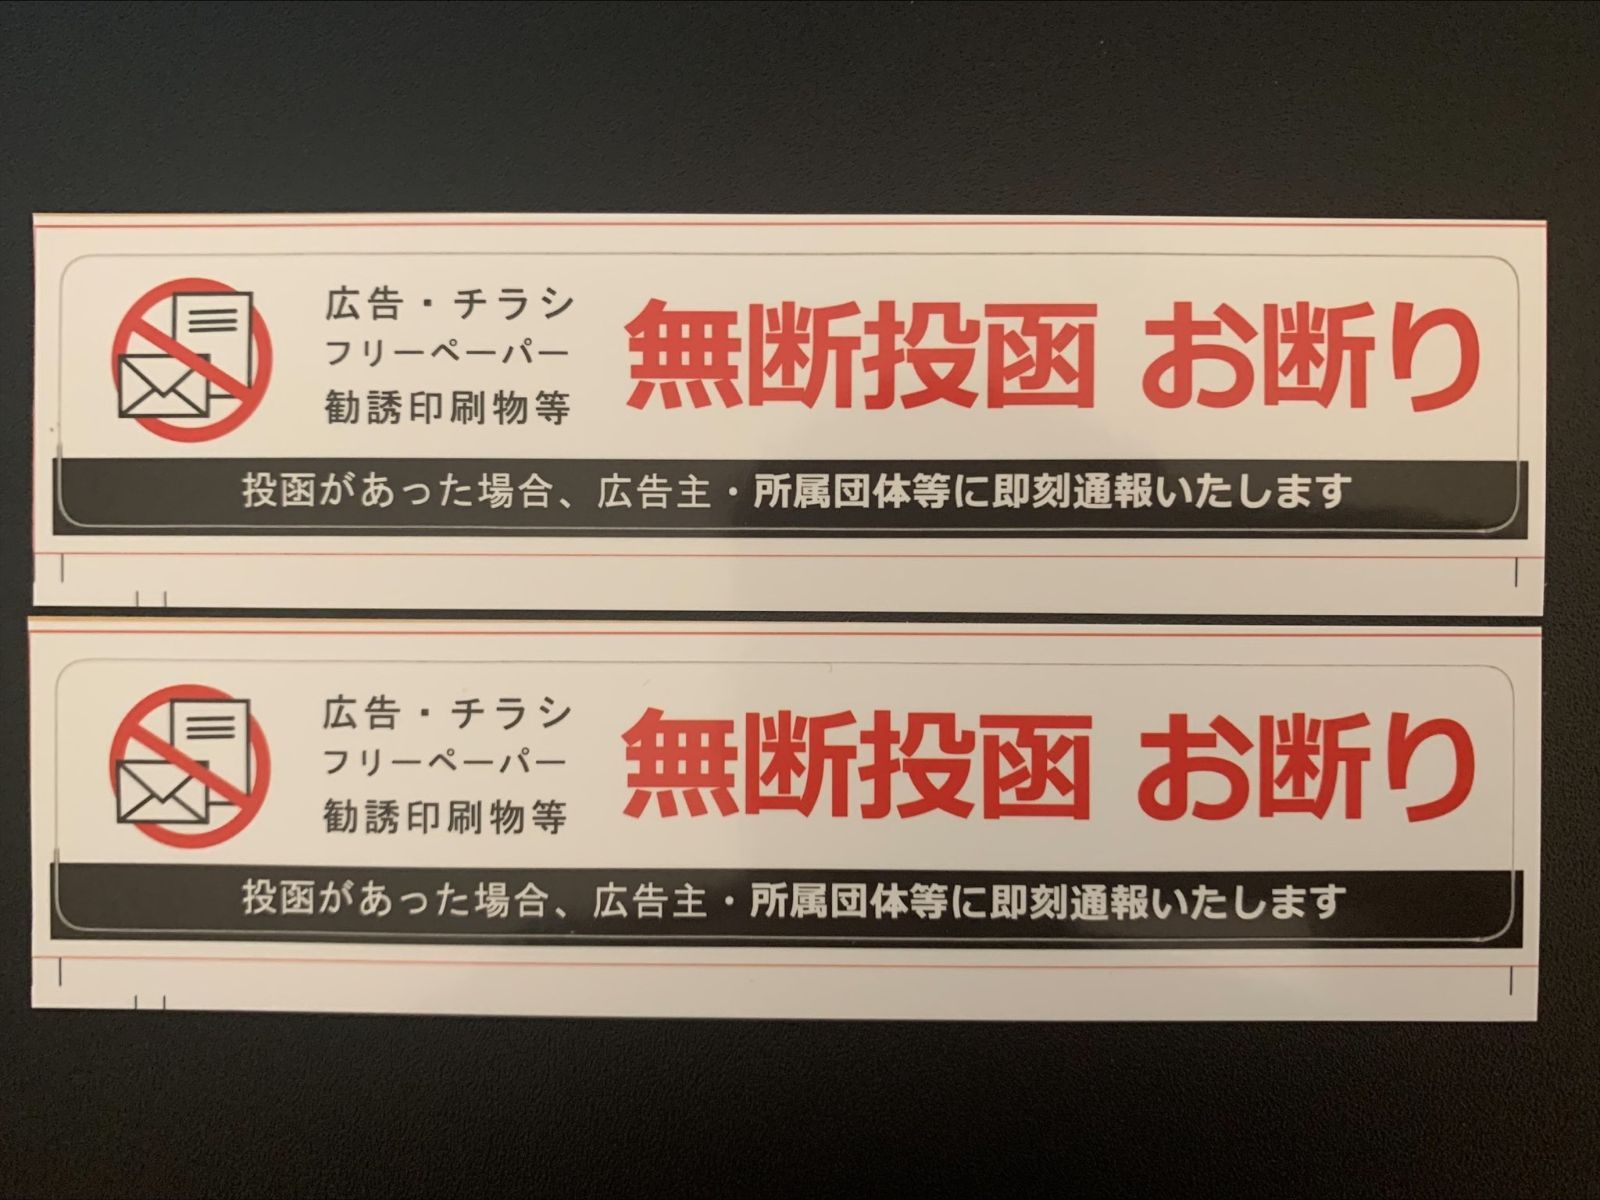 広告・チラシ
フリーペーパー
勧誘印刷物等
無断投函 お断り
投函があった場合、広告主・所属団体等に即刻通報いたします
広告・チラシ
フリーペーパー
勧誘印刷物等
無断投函 お断り
投函があった場合、広告主・所属団体等に即刻通報いたします